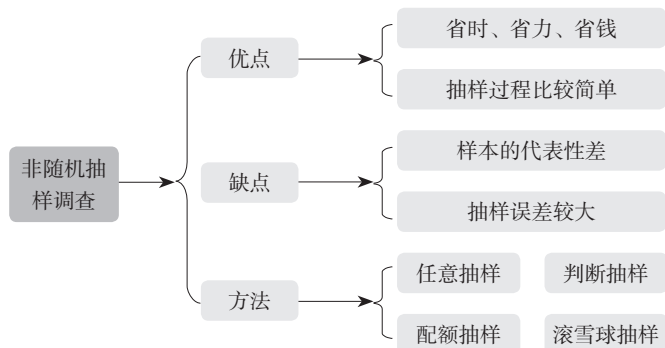 非随机抽
样调查
优点
省时、省力、省钱
抽样过程比较简单
缺点
样本的代表性差
抽样误差较大
方法
任意抽样
判断抽样
配额抽样
滚雪球抽样